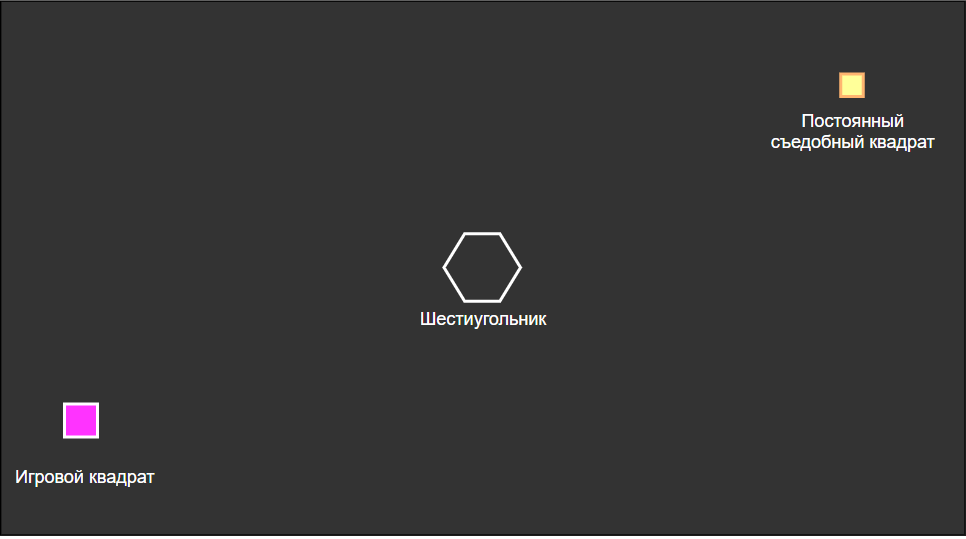 Постоянный
съедобный квадрат
Шестиугольник
Игровой квадрат